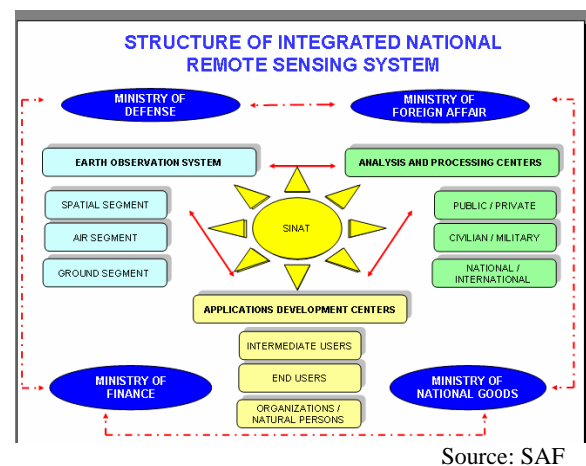 STRUCTURE OF INTEGRATED NATIONAL
REMOTE SENSING SYSTEM
MINISTRY OF
DEFENSE
MINISTRY OF
FOREIGN AFFAIR
EARTH OBSERVATION SYSTEM
ANALYSIS AND PROCESSING CENTERS
SPATIAL SEGMENT
AIR SEGMENT
GROUND SEGMENT
SINAT
PUBLIC / PRIVATE
CIVILIAN / MILITARY
NATIONAL /
INTERNATIONAL
APPLICATIONS DEVELOPMENT CENTERS
INTERMEDIATE USERS
END USERS
ORGANIZATIONS /
NATURAL PERSONS
MINISTRY OF
FINANCE
MINISTRY OF
NATIONAL GOODS
Source: SAF